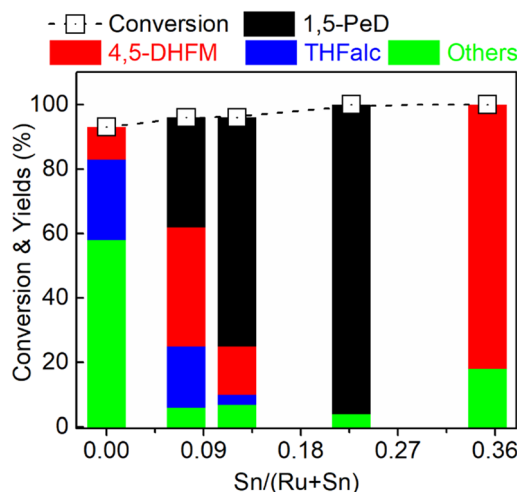 Conversion 1,5-PeD
4,5-DHFM THFalc Others
100
80
60
40
20
0
Conversion & Yields (%)
0.00 0.09 0.18 0.27 0.36
Sn/(Ru+Sn)